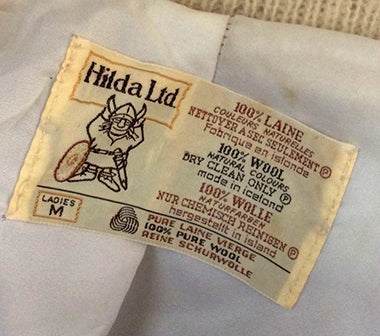 Hilda Ltd.
100% LAINE
COULEURS NATURELLES
NETTOYER A SEC SEULEMENT Ⓟ
Fabrique en islande
100% WOOL
NATURAL COLOURS
DRY CLEAN ONLY Ⓟ
made in iceland
100% WOLLE
NATURFARBEN
NUR CHEMISCH REINIGEN Ⓟ
hergestellt in island
LADIES
M
PURE LAINE VIERGE
100% PURE WOOL
REINE SCHURWOLLE